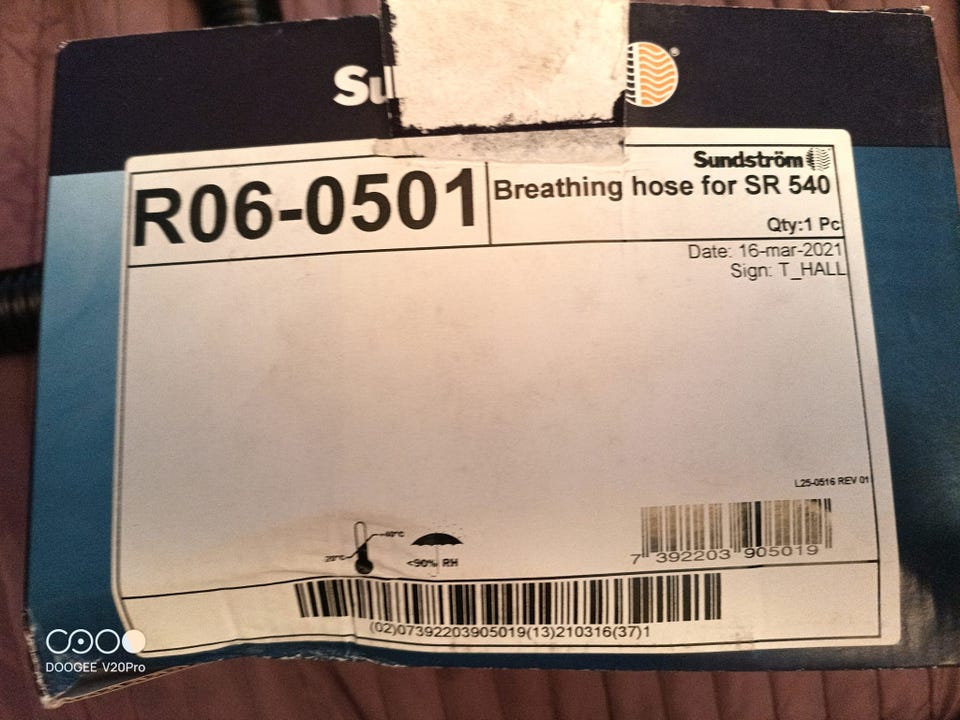 Su
Sundström
R06-0501
Breathing hose for SR 540
Qty:1 Pc
Date: 16-mar-2021
Sign: T_HALL
L25-0516 REV 01
<90% RH
7 392203 905019
(02)07392203905019(13)210316(37)1
DOOGEE V20Pro